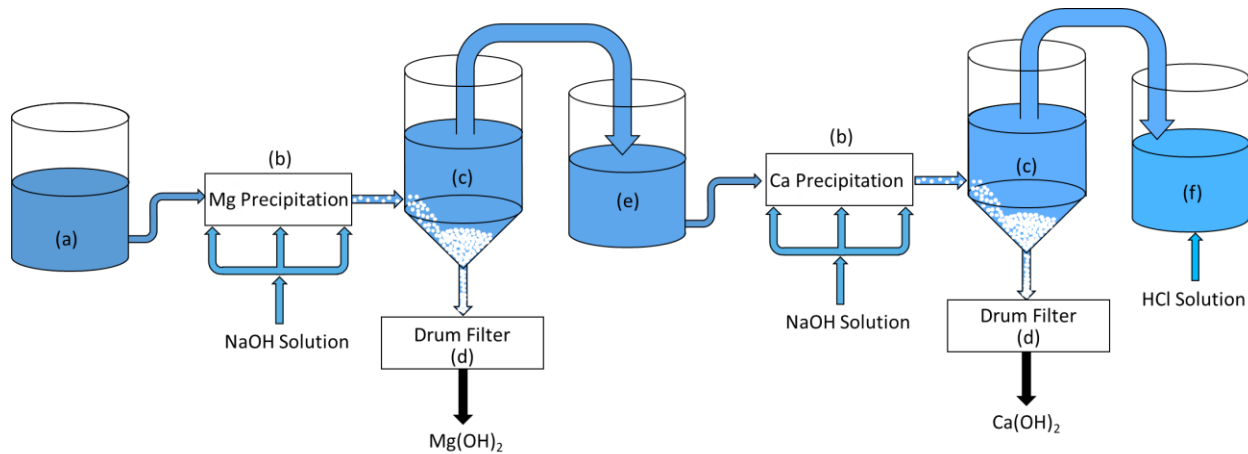 (a)
(b)
Mg Precipitation
NaOH Solution
(c)
Drum Filter
(d)
Mg(OH)₂
(e)
(b)
Ca Precipitation
NaOH Solution
(c)
Drum Filter
(d)
Ca(OH)₂
(f)
HCl Solution